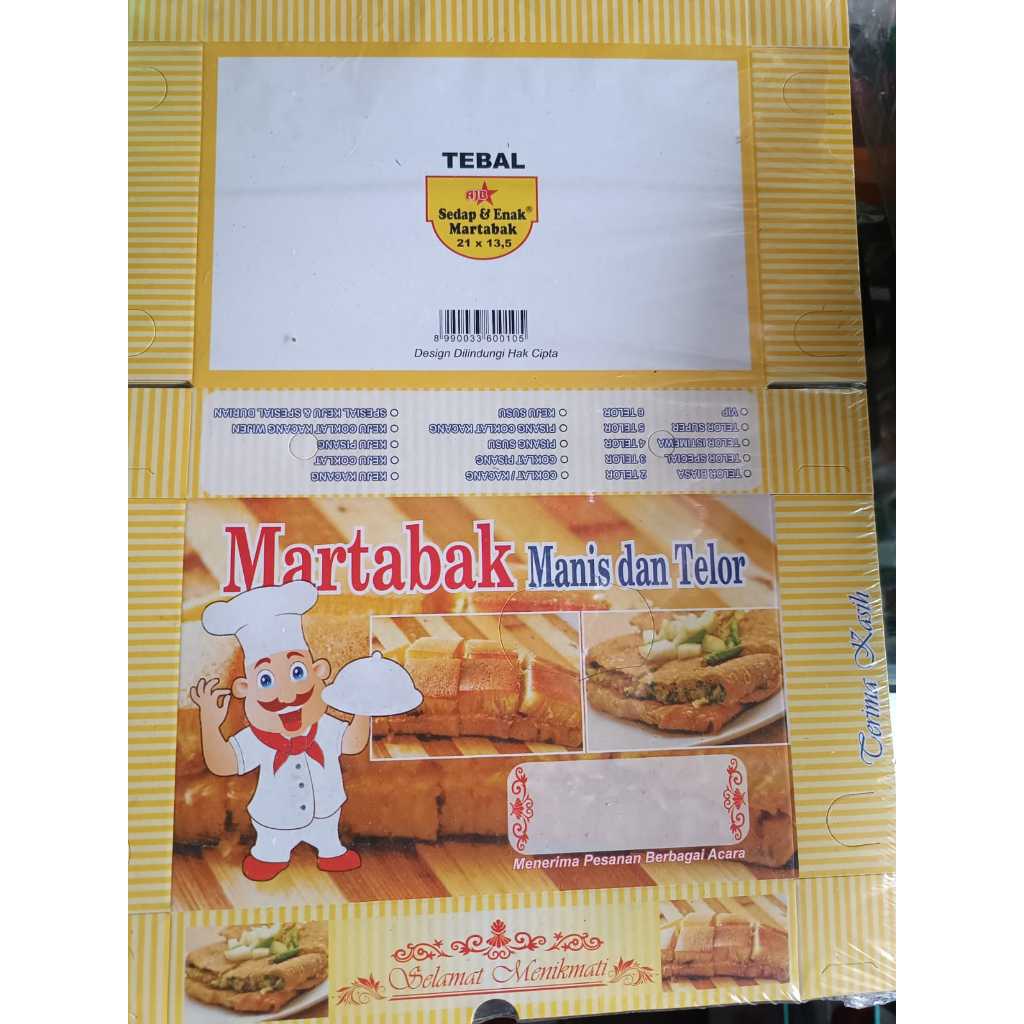 TEBAL
AJB
Sedap & Enak®
Martabak
21 x 13,5
8 990033 600105
Design Dilindungi Hak Cipta
○ TELOR BIASA 2 TELOR ○ COKLAT / KACANG ○ KEJU KACANG
○ TELOR SPECIAL 3 TELOR ○ COKLAT PISANG ○ KEJU COKLAT
○ TELOR ISTIMEWA 4 TELOR ○ PISANG SUSU ○ KEJU PISANG
○ TELOR SUPER 5 TELOR ○ PISANG COKLAT KACANG ○ KEJU COKLAT KACANG WIJEN
○ VIP 6 TELOR ○ KEJU SUSU ○ SPESIAL KEJU & SPESIAL DURIAN
Martabak Manis dan Telor
Terima Kasih
Menerima Pesanan Berbagai Acara
Selamat Menikmati